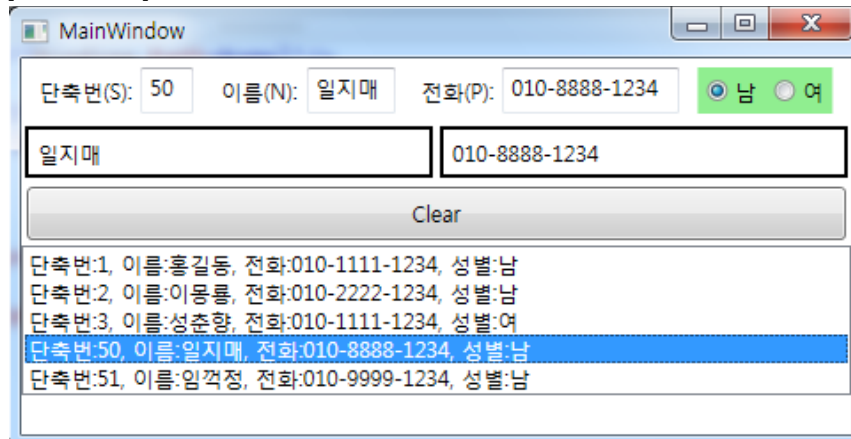 MainWindow
단축번(S): 50 이름(N): 일지매 전화(P): 010-8888-1234 남 여
일지매 010-8888-1234
Clear
단축번:1, 이름:홍길동, 전화:010-1111-1234, 성별:남
단축번:2, 이름:이몽룡, 전화:010-2222-1234, 성별:남
단축번:3, 이름:성춘향, 전화:010-1111-1234, 성별:여
단축번:50, 이름:일지매, 전화:010-8888-1234, 성별:남
단축번:51, 이름:임꺽정, 전화:010-9999-1234, 성별:남